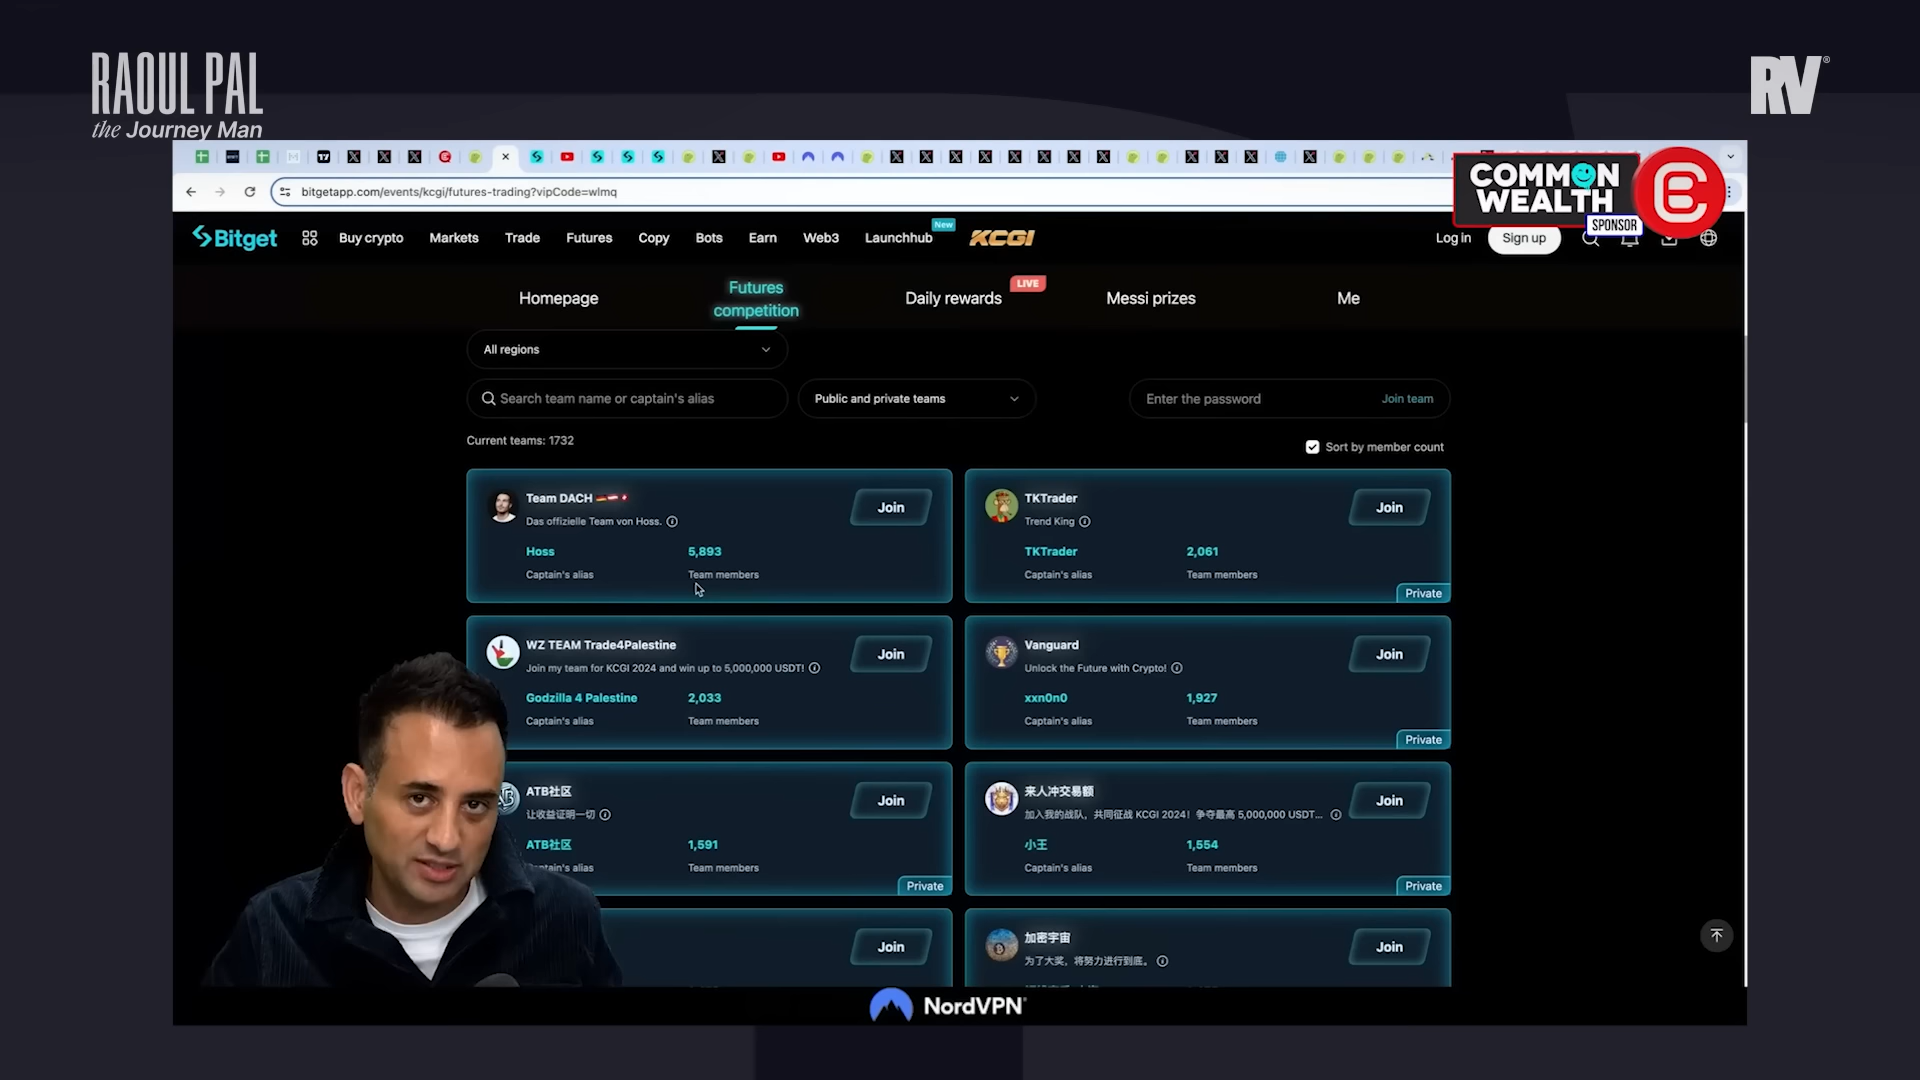 RAOUL PAL
the Journey Man
RV®
bitgetapp.com/events/kcgi/futures-trading?vipCode=wlmq
COMMON
WEALTH
SPONSOR
Bitget
Buy crypto
Markets
Trade
Futures
Copy
Bots
Earn
Web3
Launchhub
New
KCGI
Log in
Sign up
Homepage
Futures
competition
Daily rewards
LIVE
Messi prizes
Me
All regions
Search team name or captain's alias
Public and private teams
Enter the password
Join team
Current teams: 1732
Sort by member count
Team DACH
Das offizielle Team von Hoss.
Join
Hoss
5,893
Captain's alias
Team members
TKTrader
Trend King
Join
TKTrader
2,061
Captain's alias
Team members
Private
WZ TEAM Trade4Palestine
Join my team for KCGI 2024 and win up to 5,000,000 USDT!
Join
Godzilla 4 Palestine
2,033
Captain's alias
Team members
Vanguard
Unlock the Future with Crypto!
Join
xxn0n0
1,927
Captain's alias
Team members
Private
ATB社区
让收益证明一切
Join
ATB社区
1,591
alias
Team members
Private
来人冲交易额
加入我的战队，共同征战 KCGI 2024！争夺最高 5,000,000 USDT...
Join
小王
1,554
Captain's alias
Team members
Private
Join
加密宇宙
为了大奖，将努力进行到底。
Join
NordVPN®